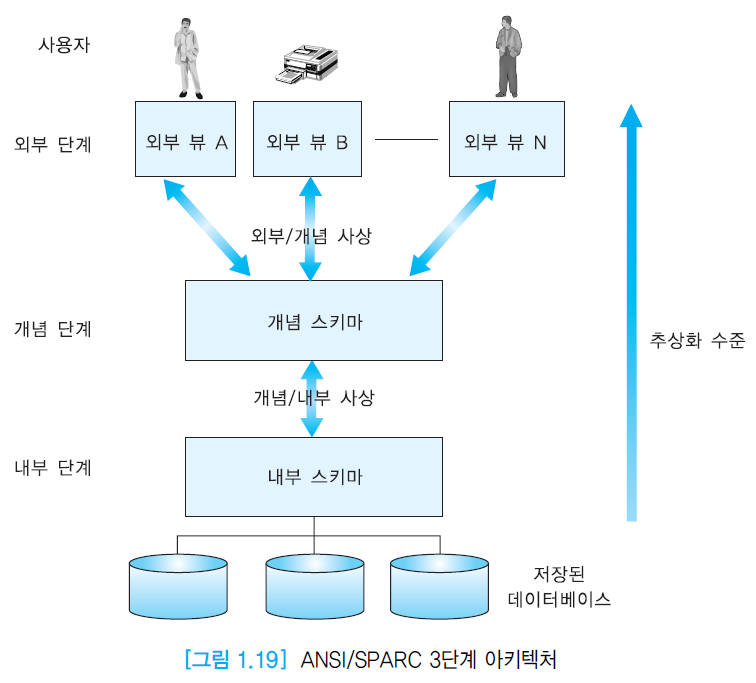 사용자
외부 단계
외부 뷰 A
외부 뷰 B
외부 뷰 N
외부/개념 사상
개념 단계
개념 스키마
추상화 수준
개념/내부 사상
내부 단계
내부 스키마
저장된
데이터베이스
[그림 1.19] ANSI/SPARC 3단계 아키텍처